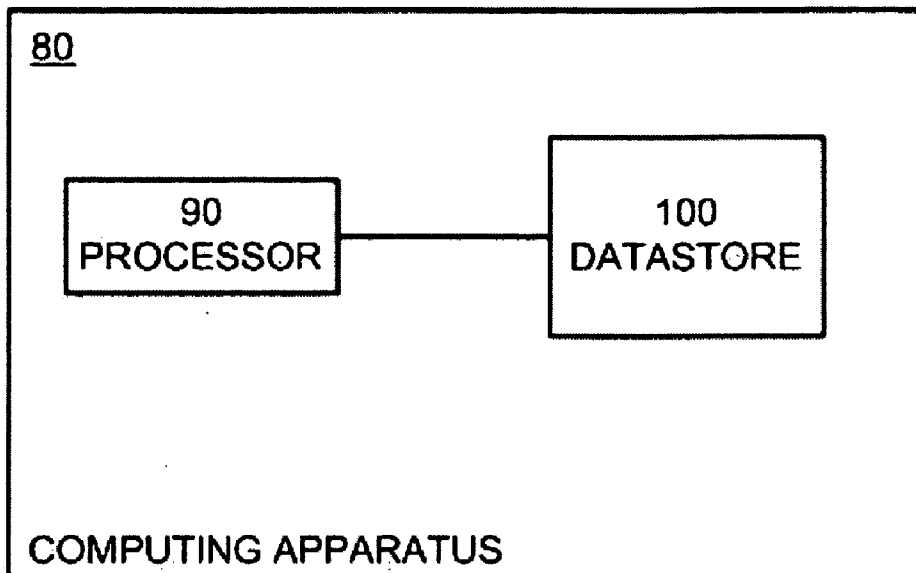 80
90
PROCESSOR
100
DATASTORE
COMPUTING APPARATUS